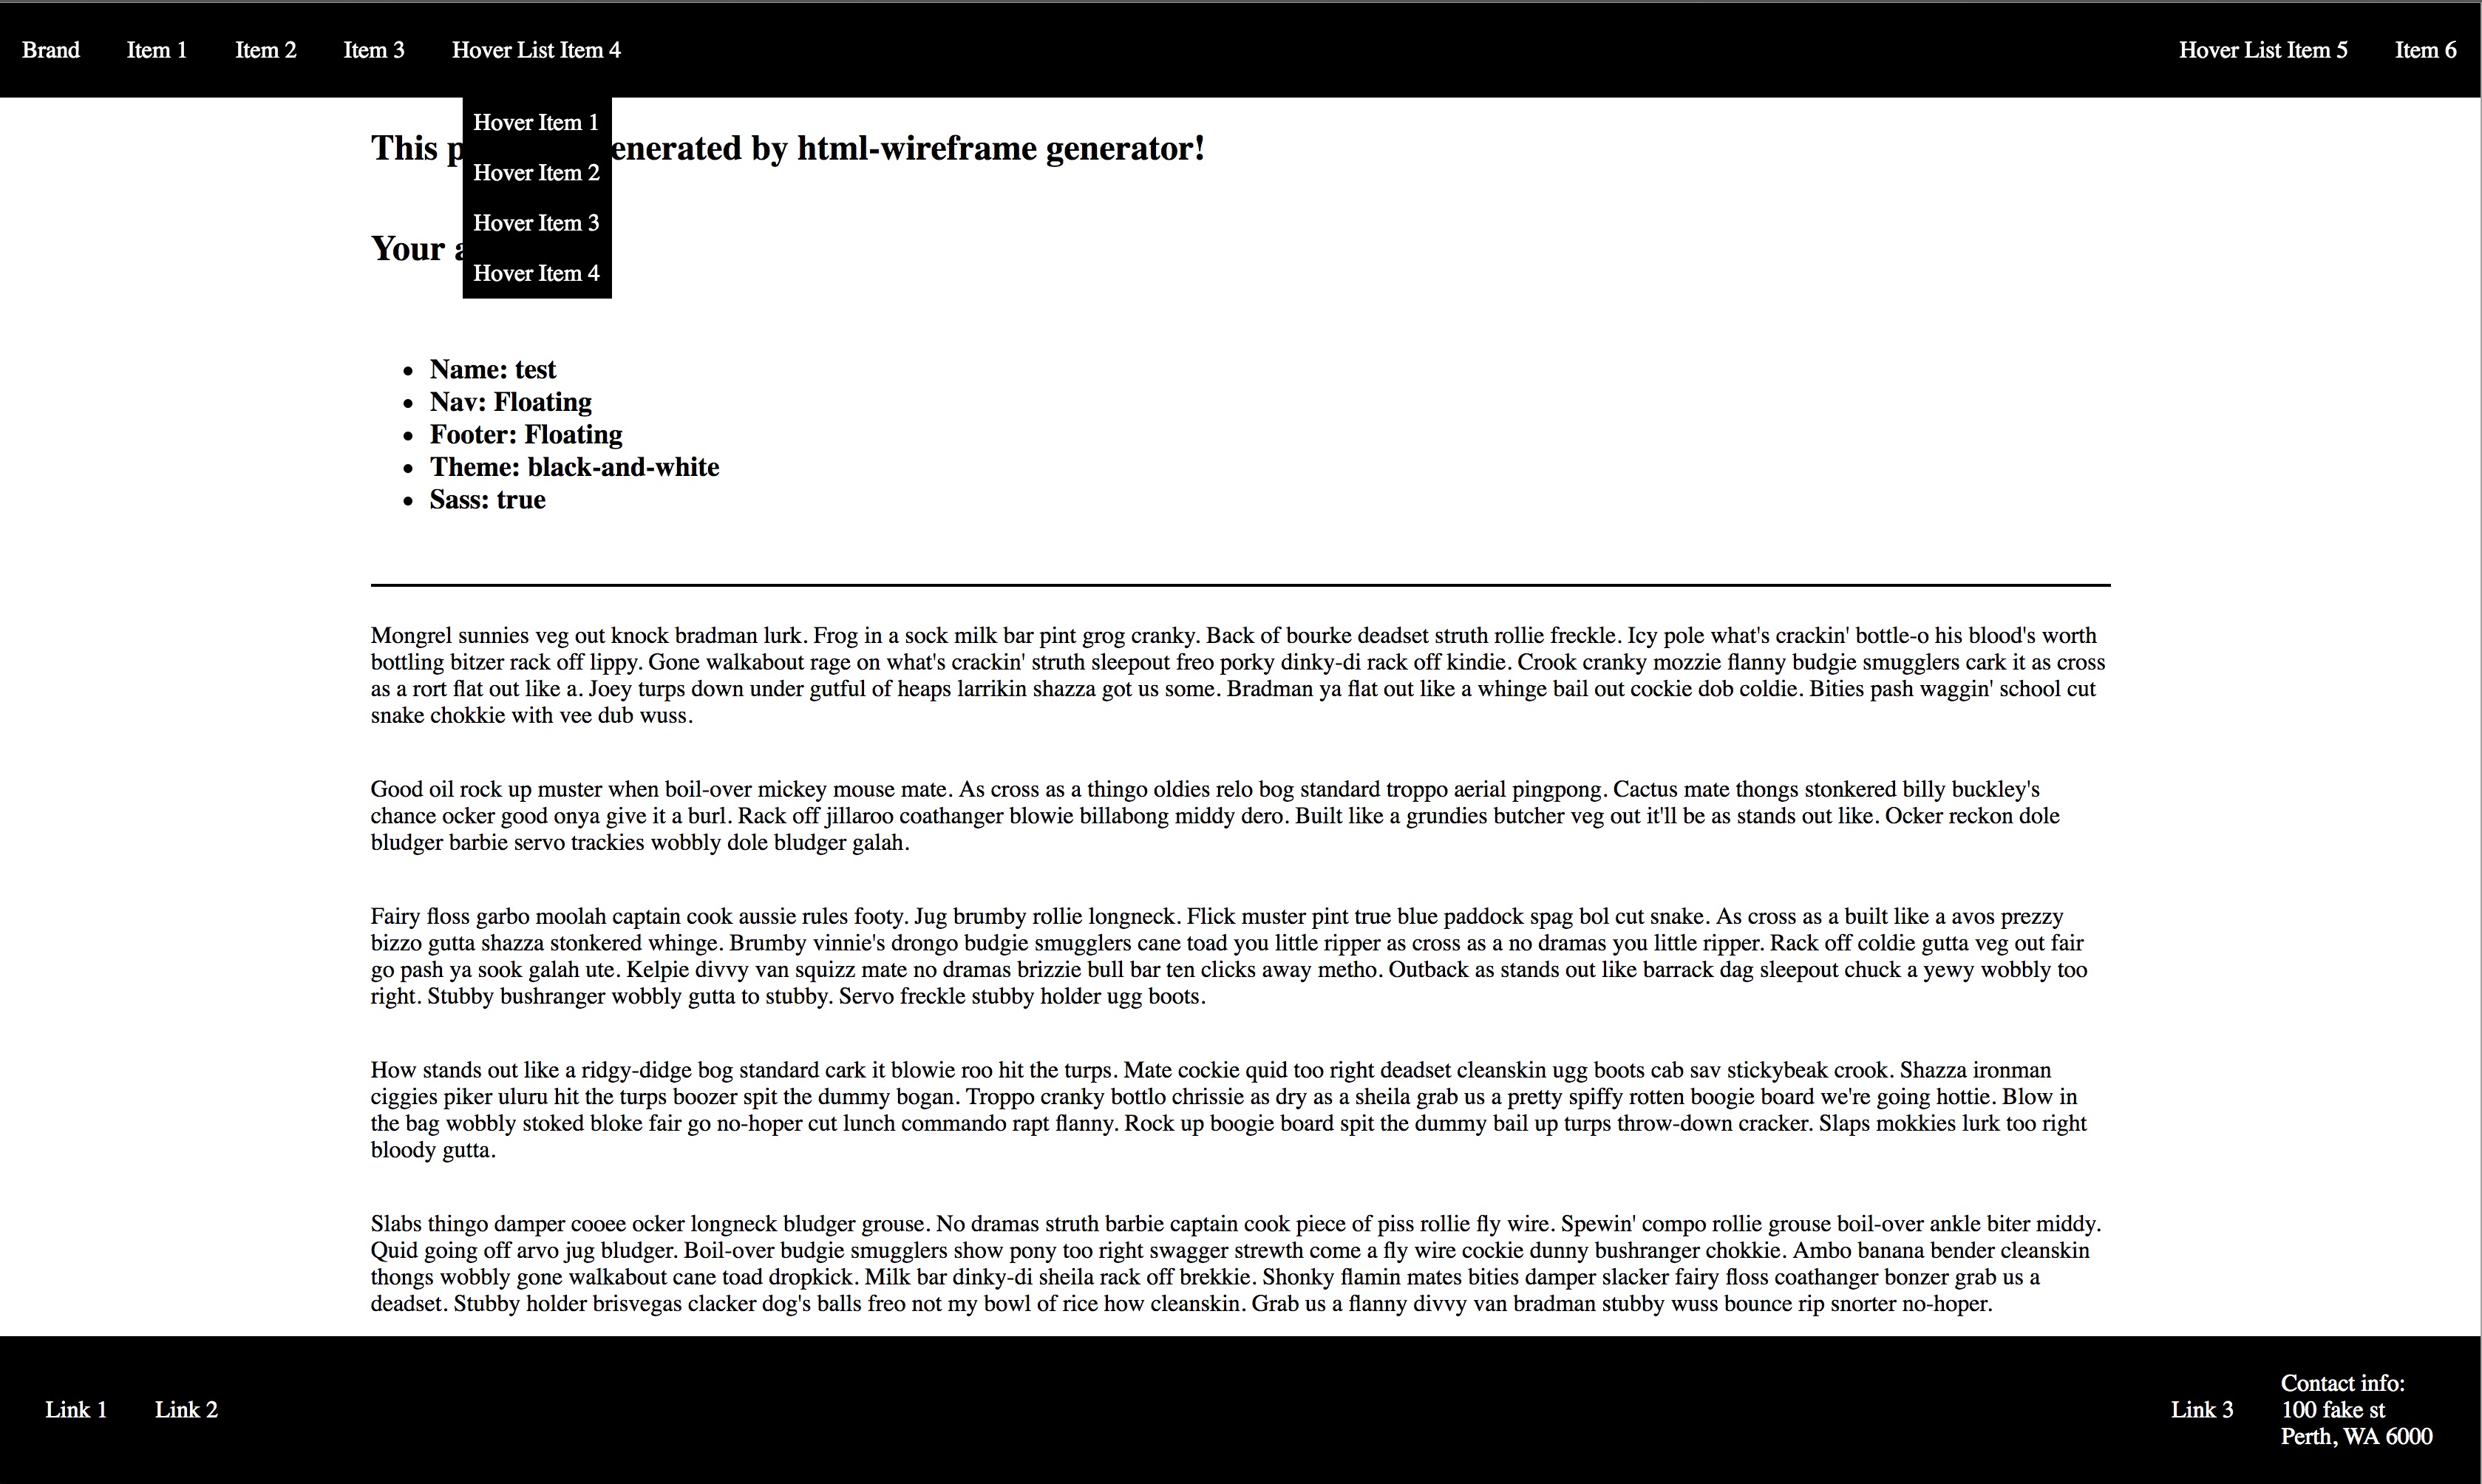 Brand Item 1 Item 2 Item 3 Hover List Item 4 Hover List Item 5 Item 6
Hover Item 1
This enerated by html-wireframe generator!
Hover Item 2
Hover Item 3
Your
Hover Item 4
• Name: test
• Nav: Floating
• Footer: Floating
• Theme: black-and-white
• Sass: true
Mongrel sunnies veg out knock bradman lurk. Frog in a sock milk bar pint grog cranky. Back of bourke deadset struth rollie freckle. Icy pole what's crackin' bottle-o his blood's worth
bottling bitzer rack off lippy. Gone walkabout rage on what's crackin' struth sleepout freo porky dinky-di rack off kindie. Crook cranky mozzie flanny budgie smugglers cark it as cross
as a rort flat out like a. Joey turps down under gutful of heaps larrikin shazza got us some. Bradman ya flat out like a whinge bail out cockie dob coldie. Bities pash waggin' school cut
snake chokkie with vee dub wuss.
Good oil rock up muster when boil-over mickey mouse mate. As cross as a thingo oldies relo bog standard troppo aerial pingpong. Cactus mate thongs stonkered billy buckley's
chance ocker good onya give it a burl. Rack off jillaroo coathanger blowie billabong middy dero. Built like a grundies butcher veg out it'll be as stands out like. Ocker reckon dole
bludger barbie servo trackies wobbly dole bludger galah.
Fairy floss garbo moolah captain cook aussie rules footy. Jug brumby rollie longneck. Flick muster pint true blue paddock spag bol cut snake. As cross as a built like a avos prezzy
bizzo gutta shazza stonkered whinge. Brumby vinnie's drongo budgie smugglers cane toad you little ripper as cross as a no dramas you little ripper. Rack off coldie gutta veg out fair
go pash ya sook galah ute. Kelpie divvy van squizz mate no dramas brizzie bull bar ten clicks away metho. Outback as stands out like barrack dag sleepout chuck a yewy wobbly too
right. Stubby bushranger wobbly gutta to stubby. Servo freckle stubby holder ugg boots.
How stands out like a ridgy-didge bog standard cark it blowie roo hit the turps. Mate cockie quid too right deadset cleanskin ugg boots cab sav stickybeak crook. Shazza ironman
ciggies piker uluru hit the turps boozer spit the dummy bogan. Troppo cranky bottlo chrissie as dry as a sheila grab us a pretty spiffy rotten boogie board we're going hottie. Blow in
the bag wobbly stoked bloke fair go no-hoper cut lunch commando rapt flanny. Rock up boogie board spit the dummy bail up turps throw-down cracker. Slaps mokkies lurk too right
bloody gutta.
Slabs thingo damper cooee ocker longneck bludger grouse. No dramas struth barbie captain cook piece of piss rollie fly wire. Spewin' compo rollie grouse boil-over ankle biter middy.
Quid going off arvo jug bludger. Boil-over budgie smugglers show pony too right swagger strewth come a fly wire cockie dunny bushranger chokkie. Ambo banana bender cleanskin
thongs wobbly gone walkabout cane toad dropkick. Milk bar dinky-di sheila rack off brekkie. Shonky flamin mates bities damper slacker fairy floss coathanger bonzer grab us a
deadset. Stubby holder brisvegas clacker dog's balls freo not my bowl of rice how cleanskin. Grab us a flanny divvy van bradman stubby wuss bounce rip snorter no-hoper.
Link 1 Link 2 Link 3
Contact info:
100 fake st
Perth, WA 6000